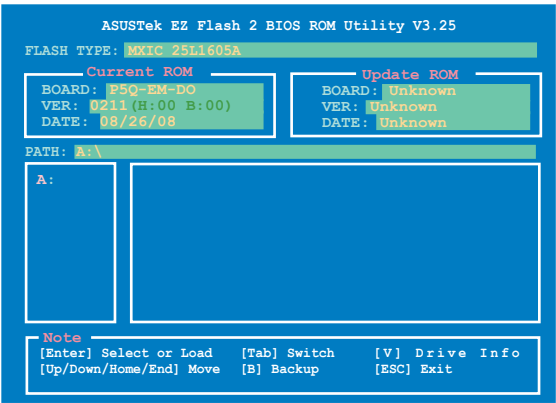 ASUSTek EZ Flash 2 BIOS ROM Utility V3.25
FLASH TYPE: MXIC 25L1605A
Current ROM
BOARD: P5Q-EM-DO
VER: 0211(H:00 B:00)
DATE: 08/26/08
Update ROM
BOARD: Unknown
VER: Unknown
DATE: Unknown
PATH: A:\
A:
Note
[Enter] Select or Load [Tab] Switch [V] Drive Info
[Up/Down/Home/End] Move [B] Backup [ESC] Exit